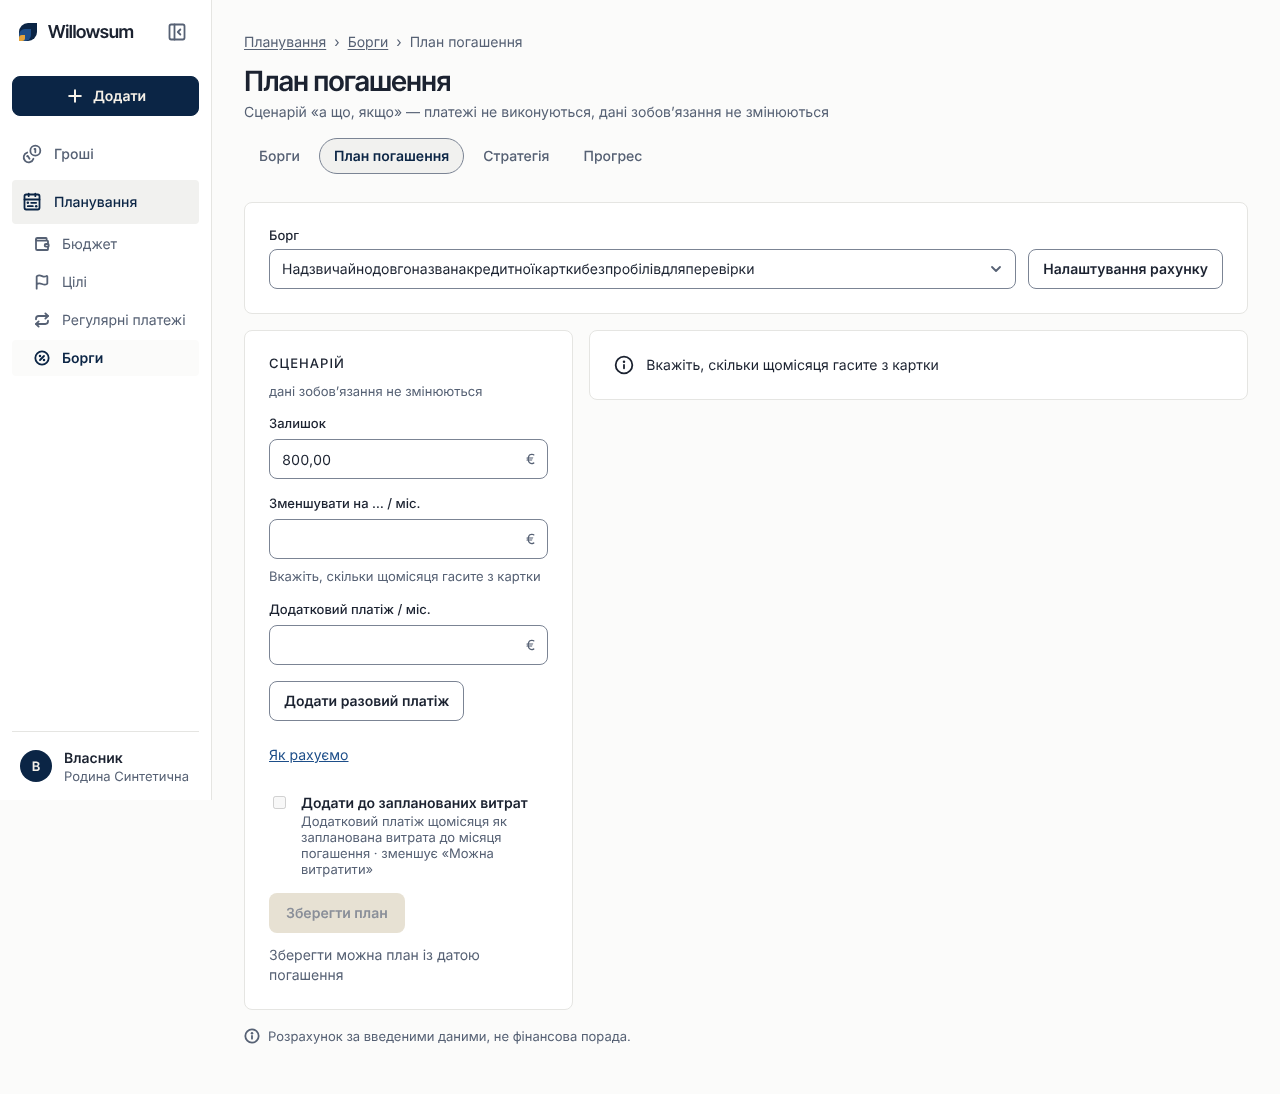 Willowsum
Додати
Гроші
Планування
Бюджет
Цілі
Регулярні платежі
Борги
В
Власник
Родина Синтетична
Планування › Борги › План погашення
План погашення
Сценарій «а що, якщо» — платежі не виконуються, дані зобов’язання не змінюються
Борги
План погашення
Стратегія
Прогрес
Борг
Надзвичайнодовгоназванакредитноїкарткибезпробілівдляперевірки
Налаштування рахунку
СЦЕНАРІЙ
дані зобов’язання не змінюються
Залишок
800,00 €
Зменшувати на ... / міс.
€
Вкажіть, скільки щомісяця гасите з картки
Додатковий платіж / міс.
€
Додати разовий платіж
Як рахуємо
Додати до запланованих витрат
Додатковий платіж щомісяця як
запланована витрата до місяця
погашення · зменшує «Можна
витратити»
Зберегти план
Зберегти можна план із датою
погашення
Вкажіть, скільки щомісяця гасите з картки
Розрахунок за введеними даними, не фінансова порада.